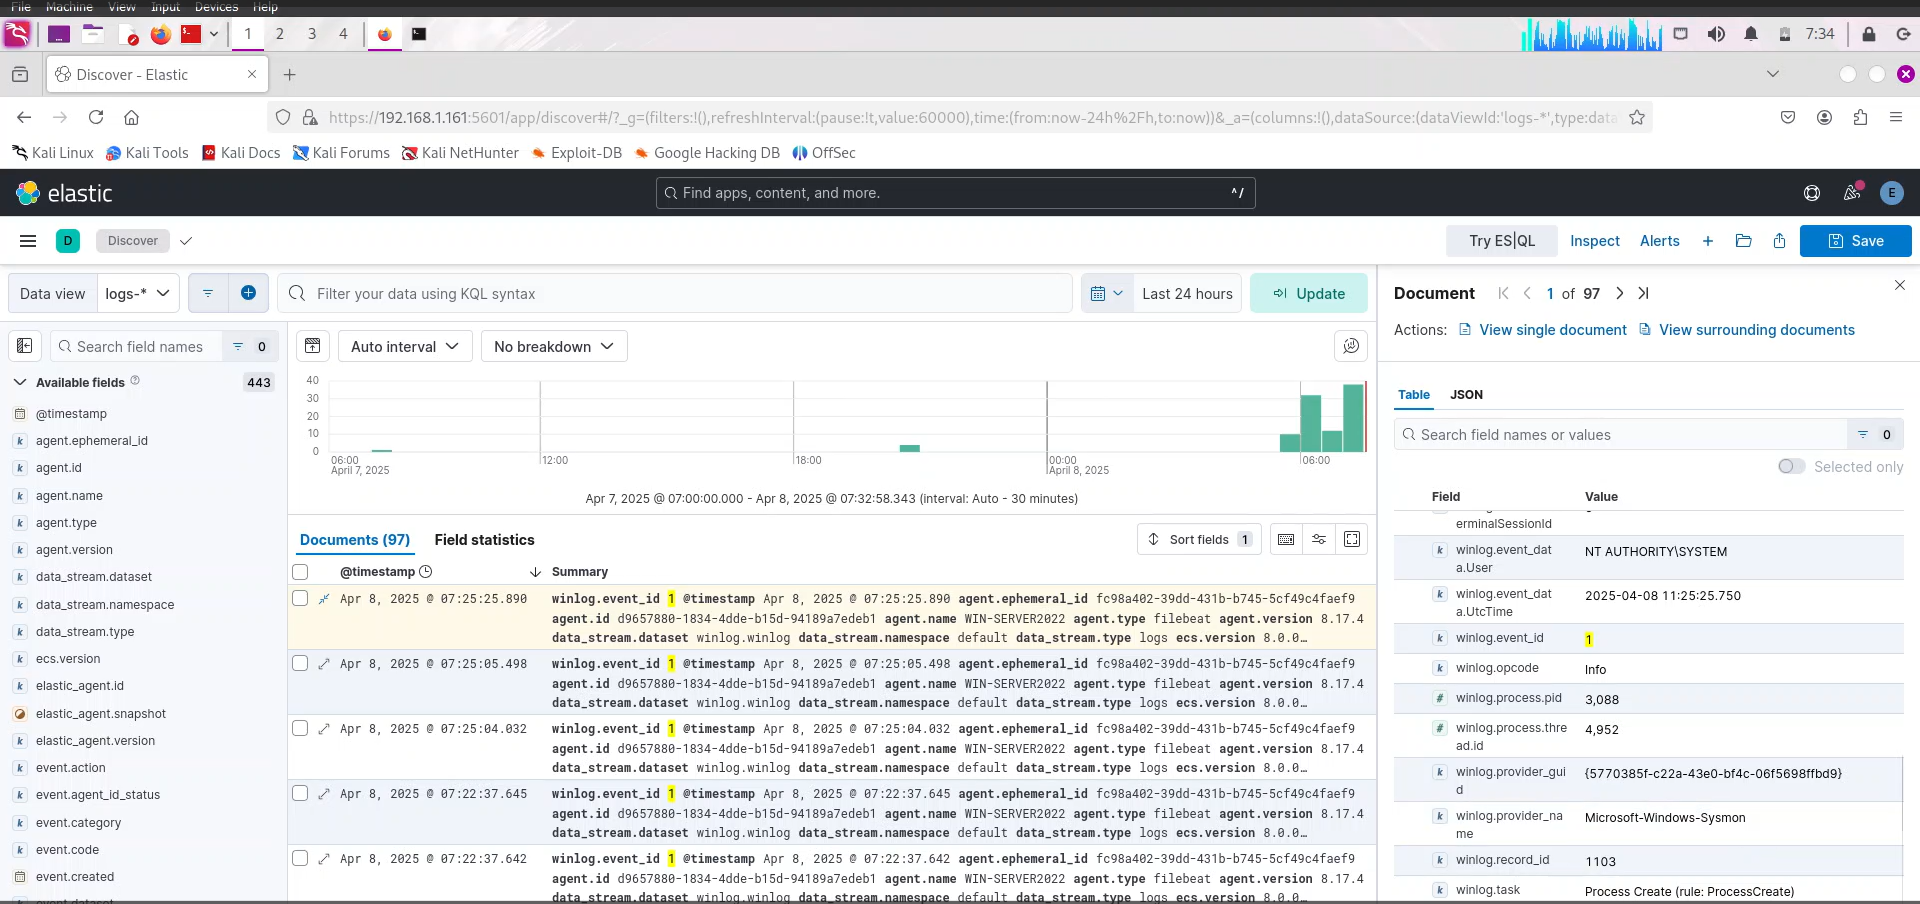 File Machine View Input Devices Help
1 2 3 4 7:34
Discover - Elastic
https://192.168.1.161:5601/app/discover#/?_g=(filters:!(),refreshInterval:(pause:!t,value:60000),time:(from:now-24h%2Fh,to:now))&_a=(columns:!(),dataSource:(dataViewId:'logs-*',type:data
Kali Linux Kali Tools Kali Docs Kali Forums Kali NetHunter Exploit-DB Google Hacking DB OffSec
elastic Find apps, content, and more. ^/ E
D Discover Try ES|QL Inspect Alerts Save
Data view logs-* Filter your data using KQL syntax Last 24 hours Update
Search field names 0
Available fields 443
@timestamp
agent.ephemeral_id
agent.id
agent.name
agent.type
agent.version
data_stream.dataset
data_stream.namespace
data_stream.type
ecs.version
elastic_agent.id
elastic_agent.snapshot
elastic_agent.version
event.action
event.agent_id_status
event.category
event.code
event.created
event.dataset
Auto interval No breakdown
40
30
20
10
0
06:00 12:00 18:00 00:00 06:00
April 7, 2025 April 8, 2025
Apr 7, 2025 @ 07:00:00.000 - Apr 8, 2025 @ 07:32:58.343 (interval: Auto - 30 minutes)
Documents (97) Field statistics Sort fields 1
@timestamp Summary
Apr 8, 2025 @ 07:25:25.890 winlog.event_id 1 @timestamp Apr 8, 2025 @ 07:25:25.890 agent.ephemeral_id fc98a402-39dd-431b-b745-5cf49c4faef9
agent.id d9657880-1834-4dde-b15d-94189a7edeb1 agent.name WIN-SERVER2022 agent.type filebeat agent.version 8.17.4
data_stream.dataset winlog.winlog data_stream.namespace default data_stream.type logs ecs.version 8.0.0…
Apr 8, 2025 @ 07:25:05.498 winlog.event_id 1 @timestamp Apr 8, 2025 @ 07:25:05.498 agent.ephemeral_id fc98a402-39dd-431b-b745-5cf49c4faef9
agent.id d9657880-1834-4dde-b15d-94189a7edeb1 agent.name WIN-SERVER2022 agent.type filebeat agent.version 8.17.4
data_stream.dataset winlog.winlog data_stream.namespace default data_stream.type logs ecs.version 8.0.0…
Apr 8, 2025 @ 07:25:04.032 winlog.event_id 1 @timestamp Apr 8, 2025 @ 07:25:04.032 agent.ephemeral_id fc98a402-39dd-431b-b745-5cf49c4faef9
agent.id d9657880-1834-4dde-b15d-94189a7edeb1 agent.name WIN-SERVER2022 agent.type filebeat agent.version 8.17.4
data_stream.dataset winlog.winlog data_stream.namespace default data_stream.type logs ecs.version 8.0.0…
Apr 8, 2025 @ 07:22:37.645 winlog.event_id 1 @timestamp Apr 8, 2025 @ 07:22:37.645 agent.ephemeral_id fc98a402-39dd-431b-b745-5cf49c4faef9
agent.id d9657880-1834-4dde-b15d-94189a7edeb1 agent.name WIN-SERVER2022 agent.type filebeat agent.version 8.17.4
data_stream.dataset winlog.winlog data_stream.namespace default data_stream.type logs ecs.version 8.0.0…
Apr 8, 2025 @ 07:22:37.642 winlog.event_id 1 @timestamp Apr 8, 2025 @ 07:22:37.642 agent.ephemeral_id fc98a402-39dd-431b-b745-5cf49c4faef9
agent.id d9657880-1834-4dde-b15d-94189a7edeb1 agent.name WIN-SERVER2022 agent.type filebeat agent.version 8.17.4
data_stream.dataset winlog.winlog data_stream.namespace default data_stream.type logs ecs.version 8.0.0…
Document 1 of 97
Actions: View single document View surrounding documents
Table JSON
Search field names or values 0
Selected only
Field Value
erminalSessionId
winlog.event_dat NT AUTHORITY\SYSTEM
a.User
winlog.event_dat 2025-04-08 11:25:25.750
a.UtcTime
winlog.event_id 1
winlog.opcode Info
winlog.process.pid 3,088
winlog.process.thre 4,952
ad.id
winlog.provider_gui {5770385f-c22a-43e0-bf4c-06f5698ffbd9}
d
winlog.provider_na Microsoft-Windows-Sysmon
me
winlog.record_id 1103
winlog.task Process Create (rule: ProcessCreate)